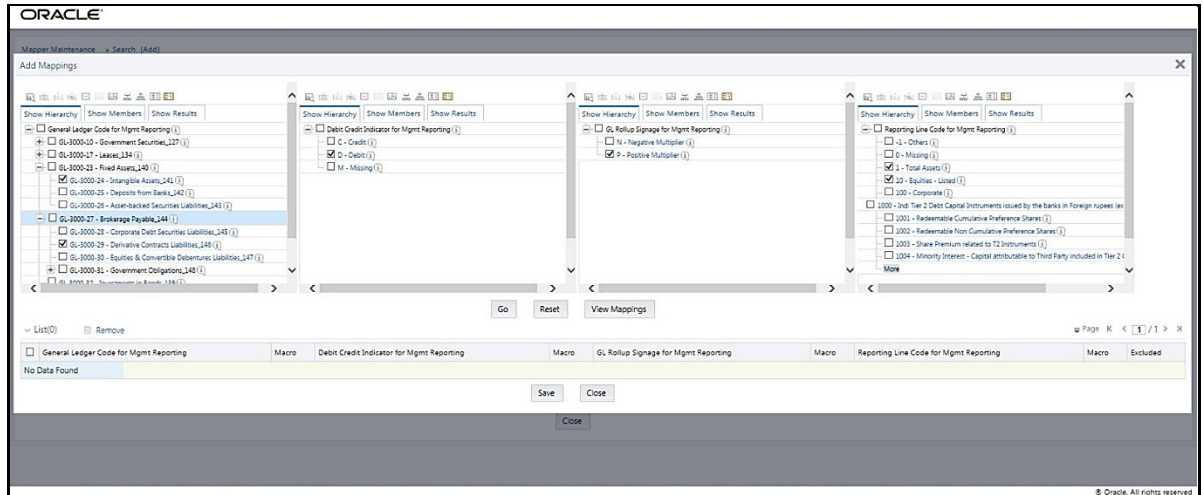 ORACLE
Mapper Maintenance » Search (Add)
Add Mappings
Show Hierarchy Show Members Show Results
General Ledger Code for Mgmt Reporting
GL-3000-10 - Government Securities_127
GL-3000-17 - Leases_134
GL-3000-23 - Fixed Assets_140
GL-3000-24 - Intangible Assets_141
GL-3000-25 - Deposits from Banks_142
GL-3000-26 - Asset-backed Securities Liabilities_143
GL-3000-27 - Brokerage Payable_144
GL-3000-28 - Corporate Debt Securities Liabilities_145
GL-3000-29 - Derivative Contracts Liabilities_146
GL-3000-30 - Equities & Convertible Debentures Liabilities_147
GL-3000-31 - Government Obligations_148
GL-3000-32 - Investments in Bonds_139
Show Hierarchy Show Members Show Results
Debit Credit Indicator for Mgmt Reporting
C - Credit
D - Debit
M - Missing
Show Hierarchy Show Members Show Results
GL Rollup Signage for Mgmt Reporting
N - Negative Multiplier
P - Positive Multiplier
Show Hierarchy Show Members Show Results
Reporting Line Code for Mgmt Reporting
-1 - Others
0 - Missing
1 - Total Assets
10 - Equities - Listed
100 - Corporate
1000 - Ind: Tier 2 Debt Capital Instruments issued by the banks in Foreign rupees (ex
1001 - Redeemable Cumulative Preference Shares
1002 - Redeemable Non Cumulative Preference Shares
1003 - Share Premium related to T2 Instruments
1004 - Minority Interest - Capital attributable to Third Party included in Tier 2
More
Go Reset View Mappings
List(0) Remove Page 1 / 1
General Ledger Code for Mgmt Reporting Macro Debit Credit Indicator for Mgmt Reporting Macro GL Rollup Signage for Mgmt Reporting Macro Reporting Line Code for Mgmt Reporting Macro Excluded
No Data Found
Save Close
Close
© Oracle. All rights reserved